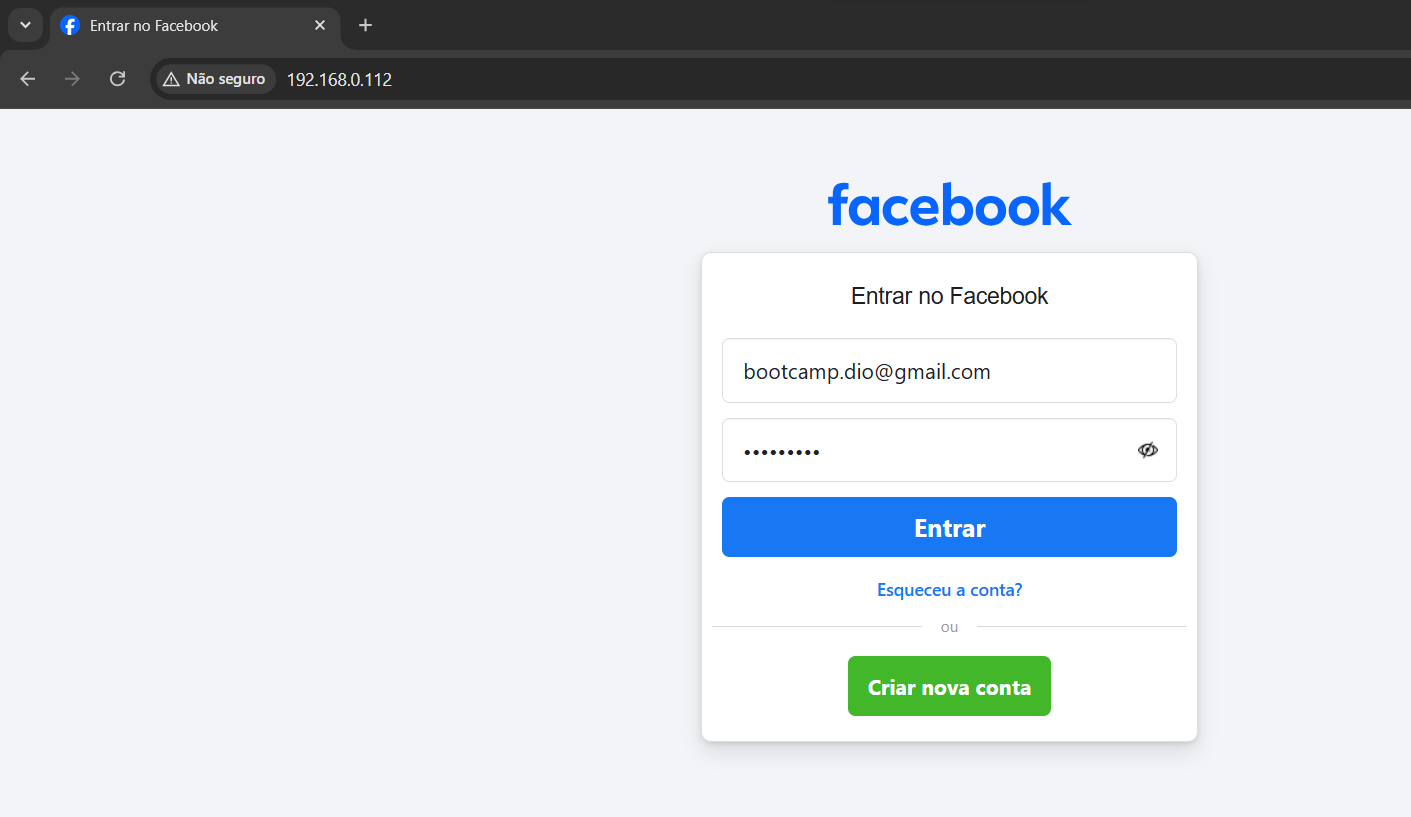 Entrar no Facebook
Não seguro 192.168.0.112
facebook
Entrar no Facebook
bootcamp.dio@gmail.com
•••••••••
Entrar
Esqueceu a conta?
ou
Criar nova conta